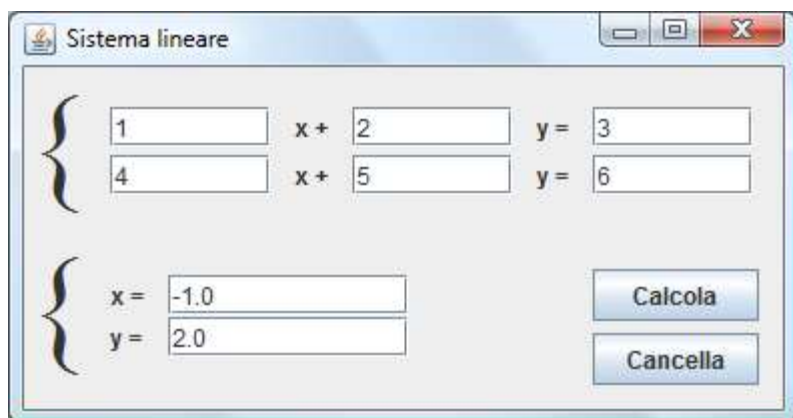 Sistema lineare
1 x + 2 y = 3
4 x + 5 y = 6
x = -1.0
y = 2.0
Calcola
Cancella